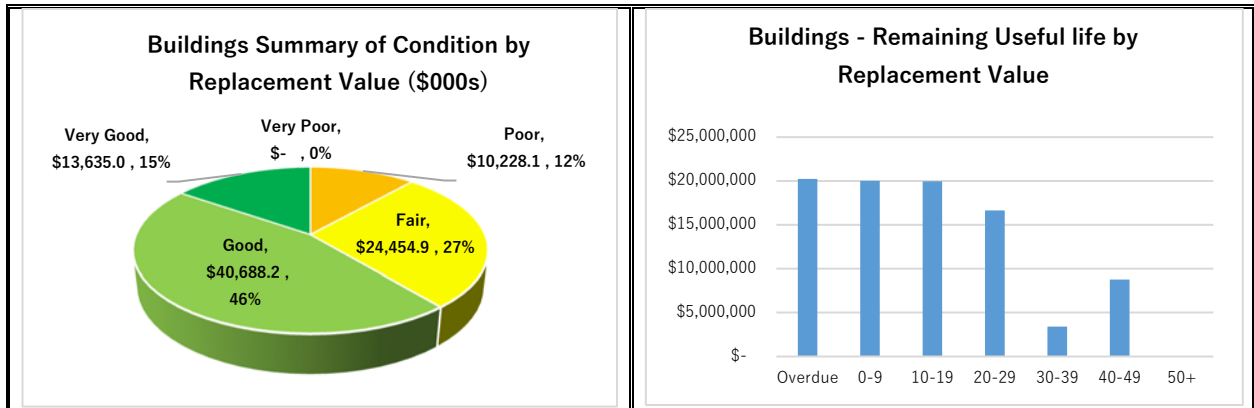 Buildings Summary of Condition by
Replacement Value ($000s)
Very Poor,
$- , 0%
Poor,
$10,228.1 , 12%
Fair,
$24,454.9 , 27%
Good,
$40,688.2 ,
46%
Very Good,
$13,635.0 , 15%
Buildings - Remaining Useful life by
Replacement Value
$25,000,000
$20,000,000
$15,000,000
$10,000,000
$5,000,000
$-
Overdue 0-9 10-19 20-29 30-39 40-49 50+